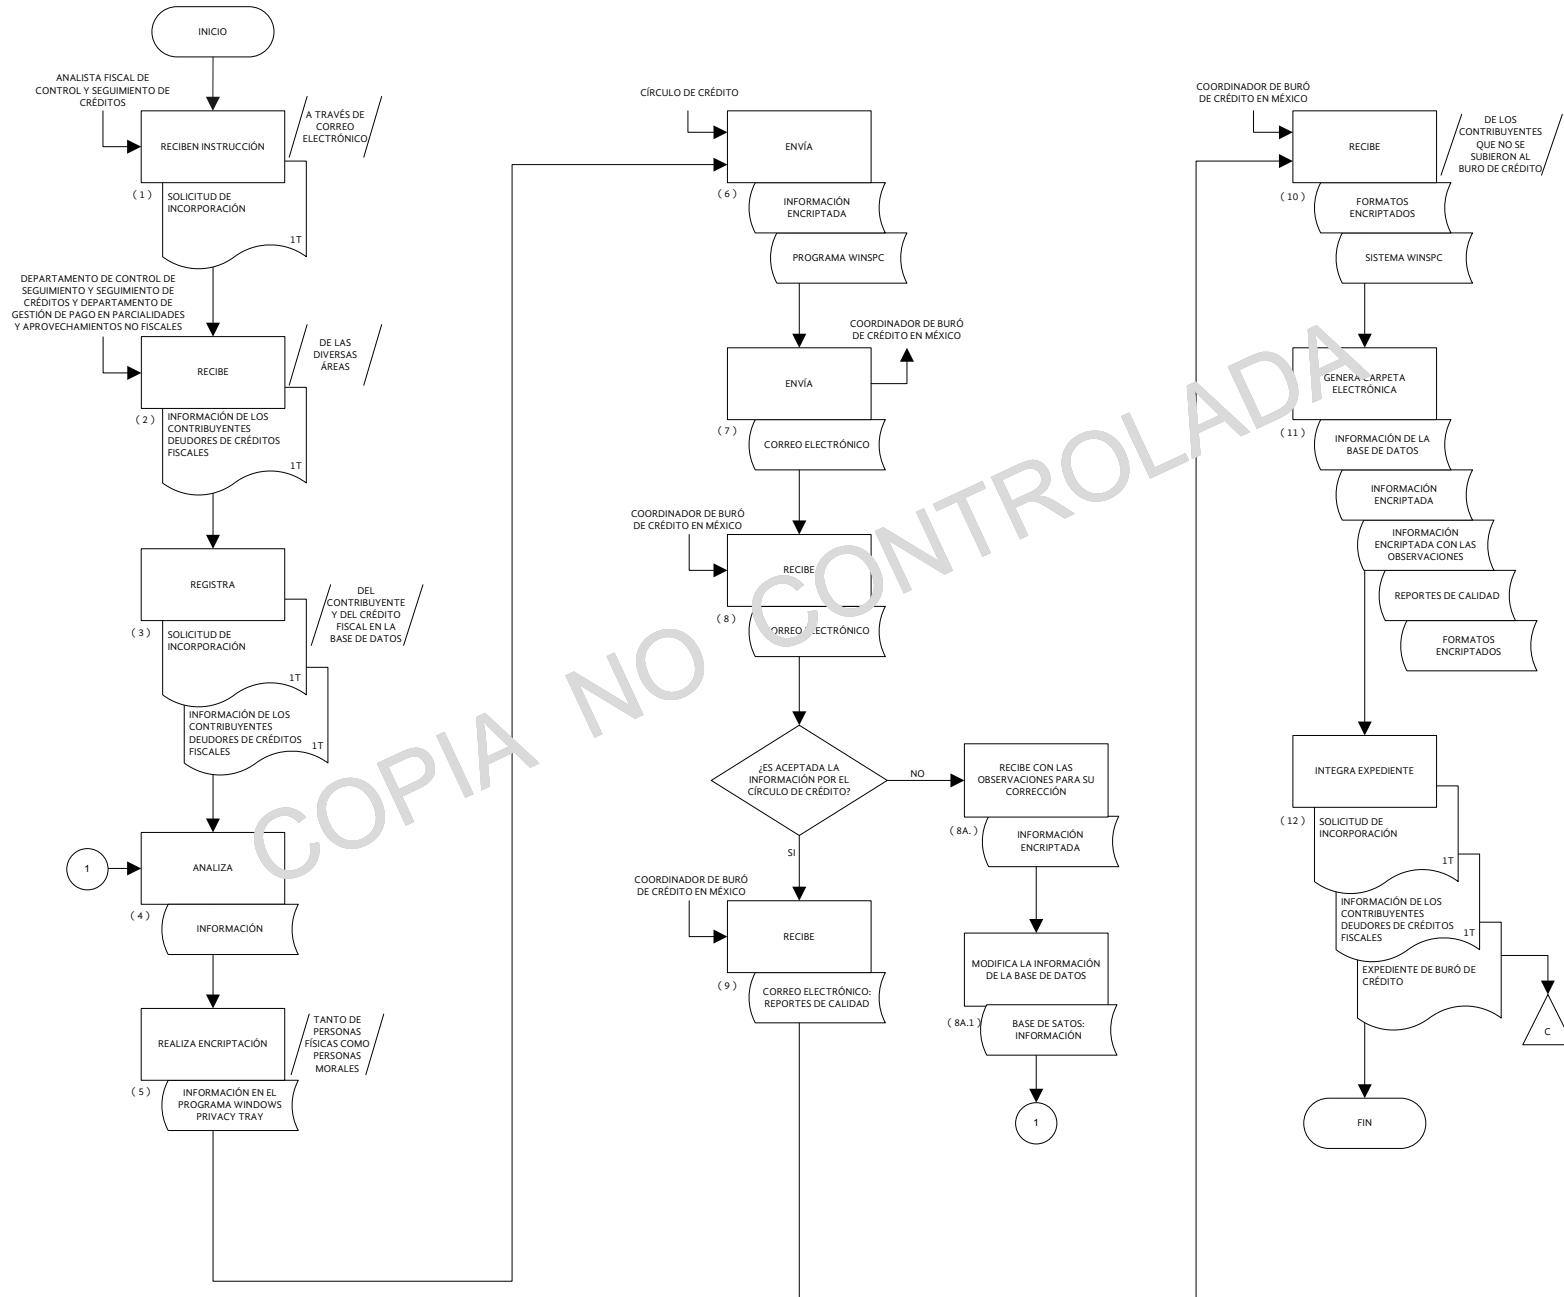 INICIO
ANALISTA FISCAL DE
CONTROL Y SEGUIMIENTO DE
CRÉDITOS
RECIBEN INSTRUCCIÓN
A TRAVÉS DE
CORREO
ELECTRÓNICO
( 1 )
SOLICITUD DE
INCORPORACIÓN
1T
DEPARTAMENTO DE CONTROL DE
SEGUIMIENTO Y SEGUIMIENTO DE
CRÉDITOS Y DEPARTAMENTO DE
GESTIÓN DE PAGO EN PARCIALIDADES
Y APROVECHAMIENTOS NO FISCALES
RECIBE
DE LAS
DIVERSAS
ÁREAS
( 2 )
INFORMACIÓN DE LOS
CONTRIBUYENTES
DEUDORES DE CRÉDITOS
FISCALES
1T
REGISTRA
DEL
CONTRIBUYENTE
Y DEL CRÉDITO
FISCAL EN LA
BASE DE DATOS
( 3 )
SOLICITUD DE
INCORPORACIÓN
1T
INFORMACIÓN DE LOS
CONTRIBUYENTES
DEUDORES DE CRÉDITOS
FISCALES
1T
1
ANALIZA
( 4 )
INFORMACIÓN
REALIZA ENCRIPTACIÓN
TANTO DE
PERSONAS
FÍSICAS COMO
PERSONAS
MORALES
( 5 )
INFORMACIÓN EN EL
PROGRAMA WINDOWS
PRIVACY TRAY
CÍRCULO DE CRÉDITO
ENVÍA
( 6 )
INFORMACIÓN
ENCRIPTADA
PROGRAMA WINSPC
COORDINADOR DE BURÓ
DE CRÉDITO EN MÉXICO
ENVÍA
( 7 )
CORREO ELECTRÓNICO
COORDINADOR DE BURÓ
DE CRÉDITO EN MÉXICO
RECIBE
( 8 )
CORREO ELECTRÓNICO
¿ES ACEPTADA LA
INFORMACIÓN POR EL
CÍRCULO DE CRÉDITO?
NO
SI
RECIBE CON LAS
OBSERVACIONES PARA SU
CORRECCIÓN
( 8A. )
INFORMACIÓN
ENCRIPTADA
MODIFICA LA INFORMACIÓN
DE LA BASE DE DATOS
( 8A.1 )
BASE DE SATOS:
INFORMACIÓN
1
COORDINADOR DE BURÓ
DE CRÉDITO EN MÉXICO
RECIBE
( 9 )
CORREO ELECTRÓNICO:
REPORTES DE CALIDAD
COORDINADOR DE BURÓ
DE CRÉDITO EN MÉXICO
RECIBE
DE LOS
CONTRIBUYENTES
QUE NO SE
SUBIERON AL
BURO DE CRÉDITO
( 10 )
FORMATOS
ENCRIPTADOS
SISTEMA WINSPC
GENERA CARPETA
ELECTRÓNICA
( 11 )
INFORMACIÓN DE LA
BASE DE DATOS
INFORMACIÓN
ENCRIPTADA
INFORMACIÓN
ENCRIPTADA CON LAS
OBSERVACIONES
REPORTES DE CALIDAD
FORMATOS
ENCRIPTADOS
INTEGRA EXPEDIENTE
( 12 )
SOLICITUD DE
INCORPORACIÓN
1T
INFORMACIÓN DE LOS
CONTRIBUYENTES
DEUDORES DE CRÉDITOS
FISCALES
1T
EXPEDIENTE DE BURÓ DE
CRÉDITO
C
FIN
COPIA NO CONTROLADA